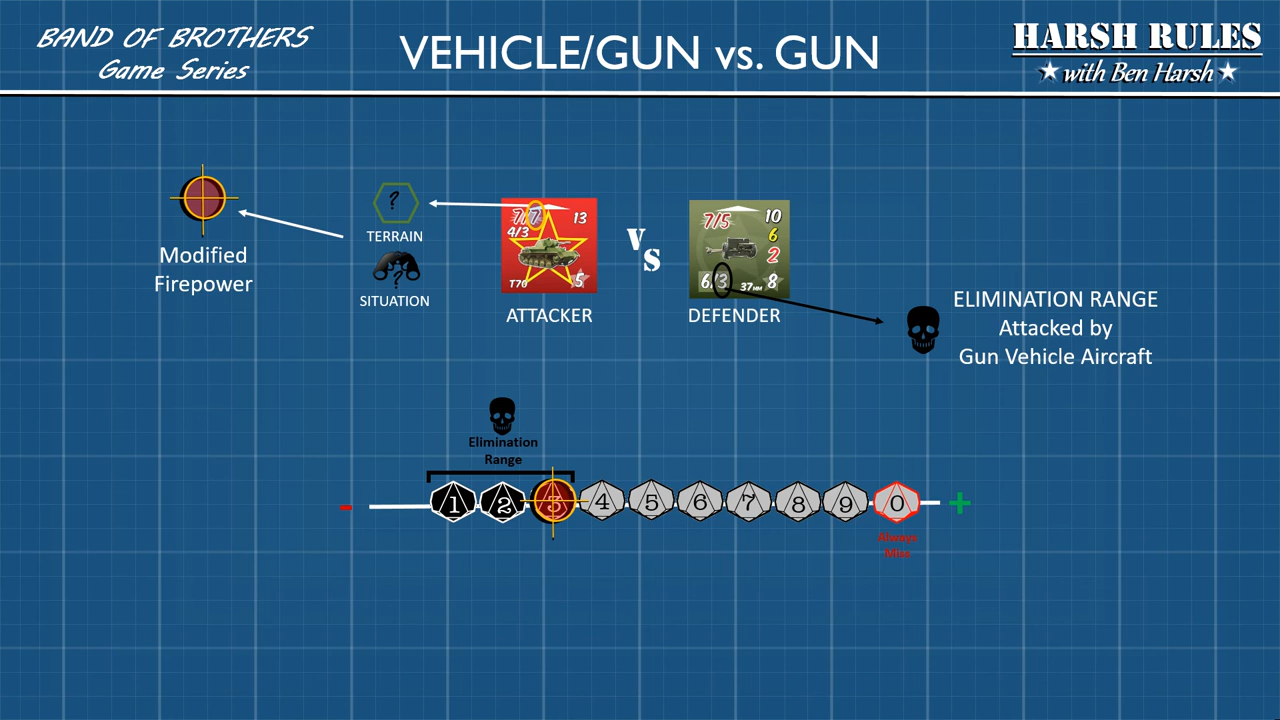 BAND OF BROTHERS
Game Series
VEHICLE/GUN vs. GUN
HARSH RULES
with Ben Harsh
Modified
Firepower
?
TERRAIN
?
SITUATION
7/7 13
4/3
T70 5
ATTACKER
VS
7/5 10
6
2
6/3 37MM 8
DEFENDER
ELIMINATION RANGE
Attacked by
Gun Vehicle Aircraft
Elimination
Range
- 1 2 3 4 5 6 7 8 9 0 +
Always
Miss